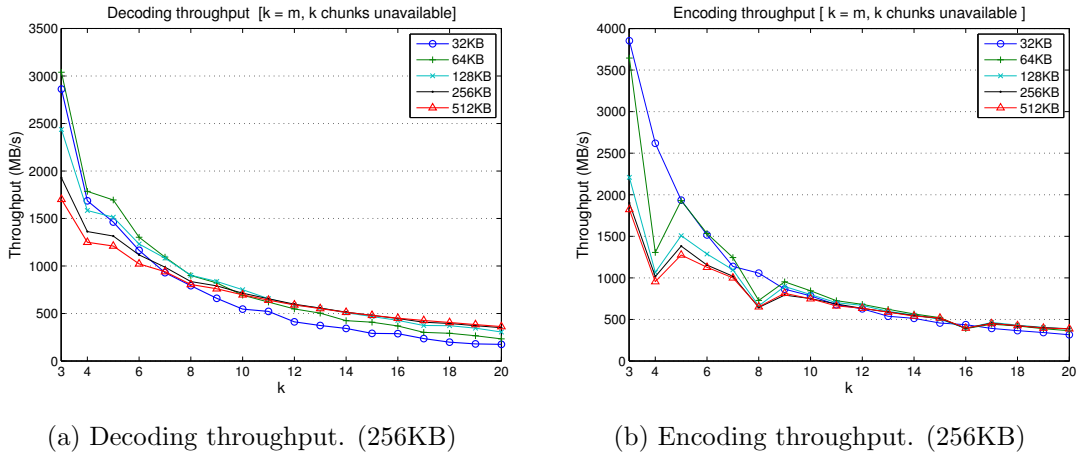 Decoding throughput [k = m, k chunks unavailable]
3500
3000
2500
2000
1500
1000
500
0
Throughput (MB/s)
3 4 6 8 10 12 14 16 18 20
k
32KB
64KB
128KB
256KB
512KB
(a) Decoding throughput. (256KB)
Encoding throughput [ k = m, k chunks unavailable ]
4000
3500
3000
2500
2000
1500
1000
500
0
Throughput (MB/s)
3 4 6 8 10 12 14 16 18 20
k
32KB
64KB
128KB
256KB
512KB
(b) Encoding throughput. (256KB)